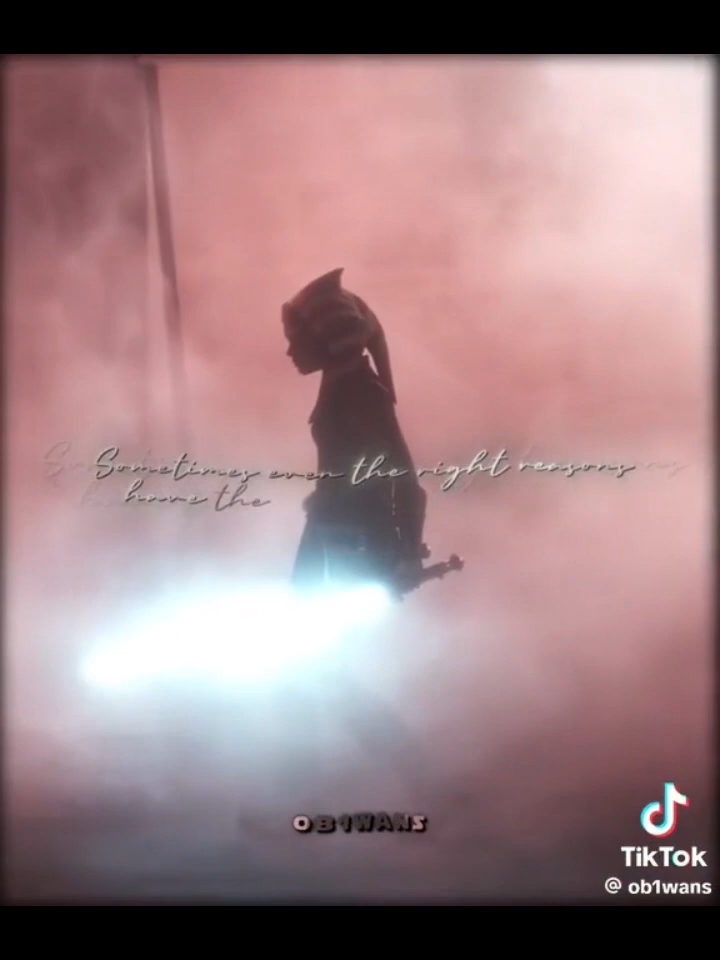 Sometimes even the right reasons
have the
OB1WANS
TikTok
@ ob1wans